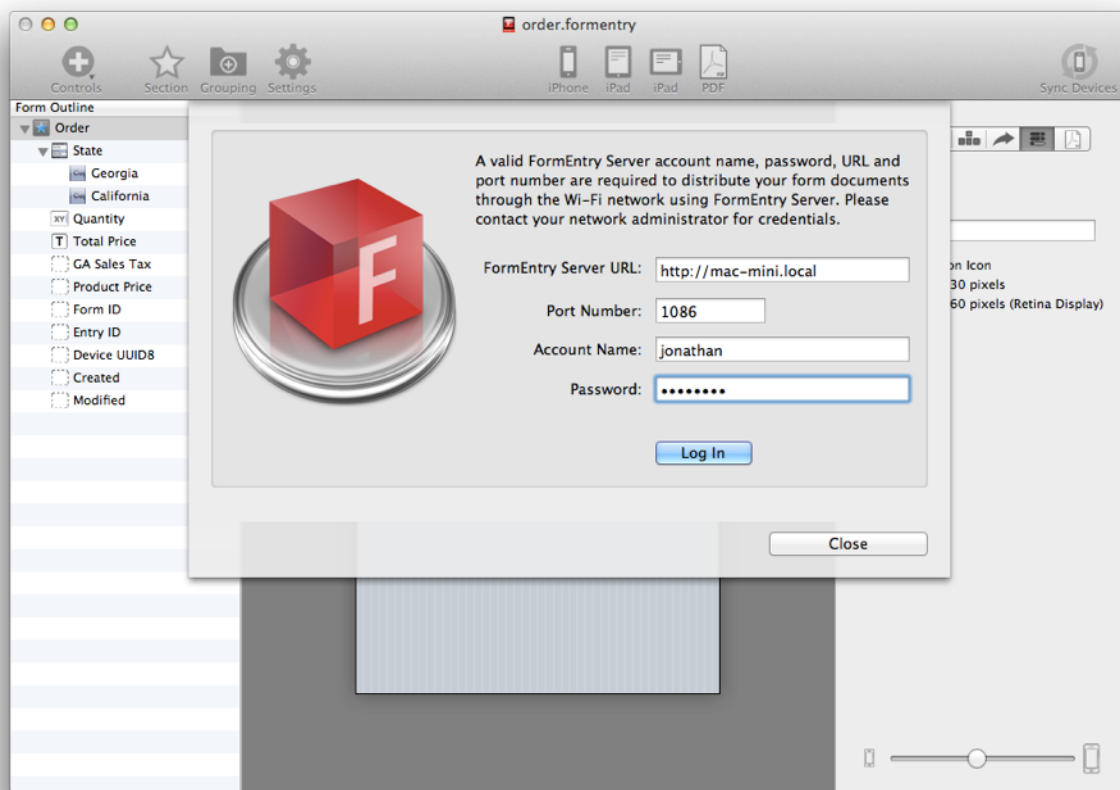 order.formentry
Controls Section Grouping Settings iPhone iPad iPad PDF Sync Devices
Form Outline
Order
State
Georgia
California
XY Quantity
T Total Price
GA Sales Tax
Product Price
Form ID
Entry ID
Device UUID8
Created
Modified
A valid FormEntry Server account name, password, URL and
port number are required to distribute your form documents
through the Wi-Fi network using FormEntry Server. Please
contact your network administrator for credentials.
F
FormEntry Server URL: http://mac-mini.local
Port Number: 1086
Account Name: jonathan
Password: ••••••••
Log In
Close
on Icon
30 pixels
60 pixels (Retina Display)